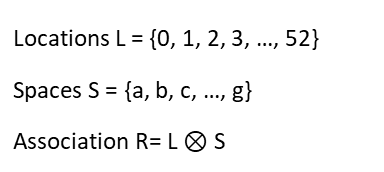 Locations L = {0, 1, 2, 3, …, 52}
Spaces S = {a, b, c, …, g}
Association R= L ⊗ S